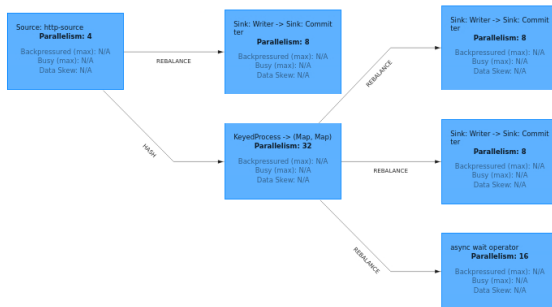 Source: http-source
Parallelism: 4
Backpressured (max): N/A
Busy (max): N/A
Data Skew: N/A
REBALANCE
HASH
Sink: Writer -> Sink: Commit
ter
Parallelism: 8
Backpressured (max): N/A
Busy (max): N/A
Data Skew: N/A
KeyedProcess -> (Map, Map)
Parallelism: 32
Backpressured (max): N/A
Busy (max): N/A
Data Skew: N/A
REBALANCE
REBALANCE
REBALANCE
Sink: Writer -> Sink: Commit
ter
Parallelism: 8
Backpressured (max): N/A
Busy (max): N/A
Data Skew: N/A
Sink: Writer -> Sink: Commit
ter
Parallelism: 8
Backpressured (max): N/A
Busy (max): N/A
Data Skew: N/A
async wait operator
Parallelism: 16
Backpressured (max): N/A
Busy (max): N/A
Data Skew: N/A